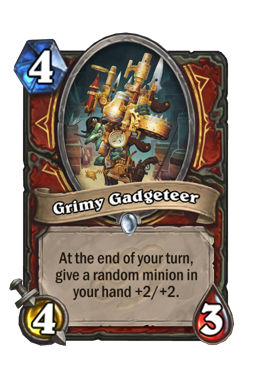 4
Grimy Gadgeteer
At the end of your turn,
give a random minion in
your hand +2/+2.
4
3